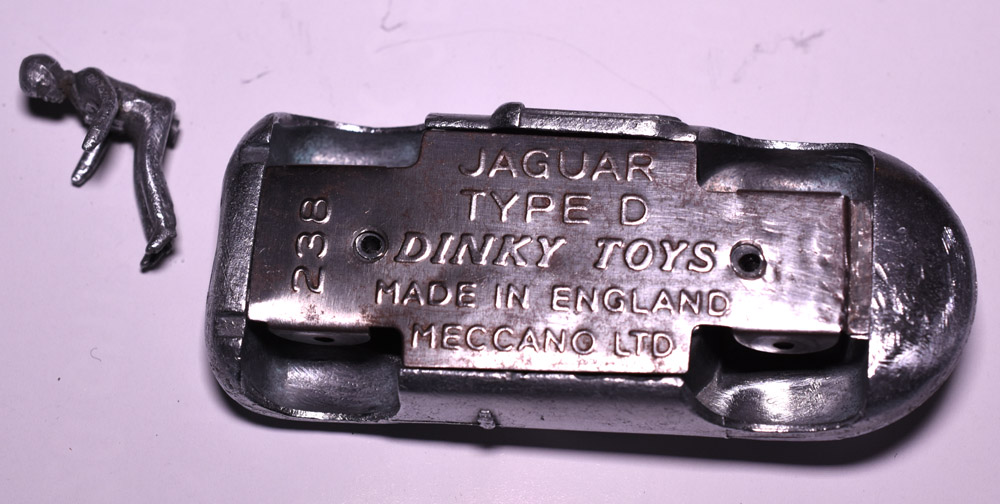 JAGUAR
TYPE D
DINKY TOYS
MADE IN ENGLAND
MECCANO LTD
238